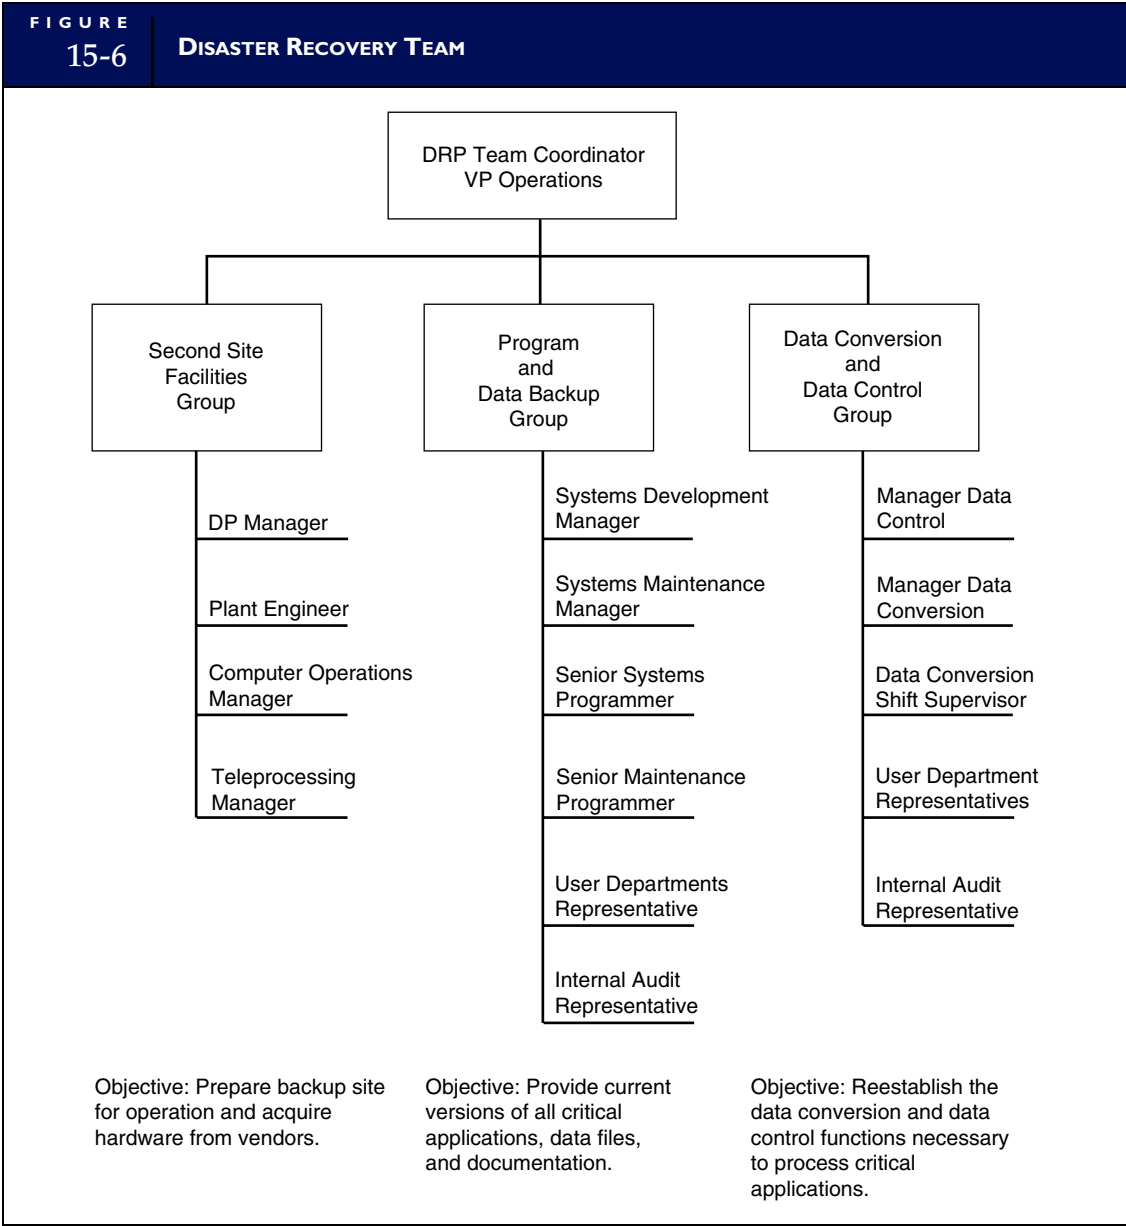 FIGURE
15-6
DISASTER RECOVERY TEAM
DRP Team Coordinator
VP Operations
Second Site
Facilities
Group
Program
and
Data Backup
Group
Data Conversion
and
Data Control
Group
DP Manager
Plant Engineer
Computer Operations
Manager
Teleprocessing
Manager
Systems Development
Manager
Systems Maintenance
Manager
Senior Systems
Programmer
Senior Maintenance
Programmer
User Departments
Representative
Internal Audit
Representative
Manager Data
Control
Manager Data
Conversion
Data Conversion
Shift Supervisor
User Department
Representatives
Internal Audit
Representative
Objective: Prepare backup site
for operation and acquire
hardware from vendors.
Objective: Provide current
versions of all critical
applications, data files,
and documentation.
Objective: Reestablish the
data conversion and data
control functions necessary
to process critical
applications.